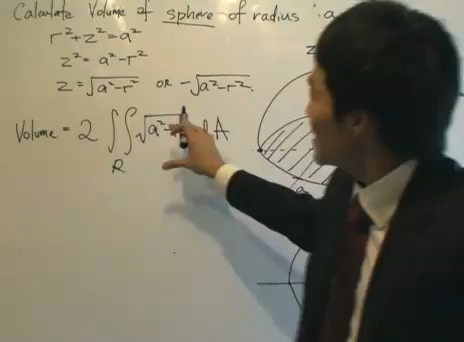 Calculate Volume of sphere of radius : a
r²+z²=a²
z²= a²-r²
z = √a²-r² OR -√a²-r².
z
Volume = 2 ∬ √a²- dA
R
a